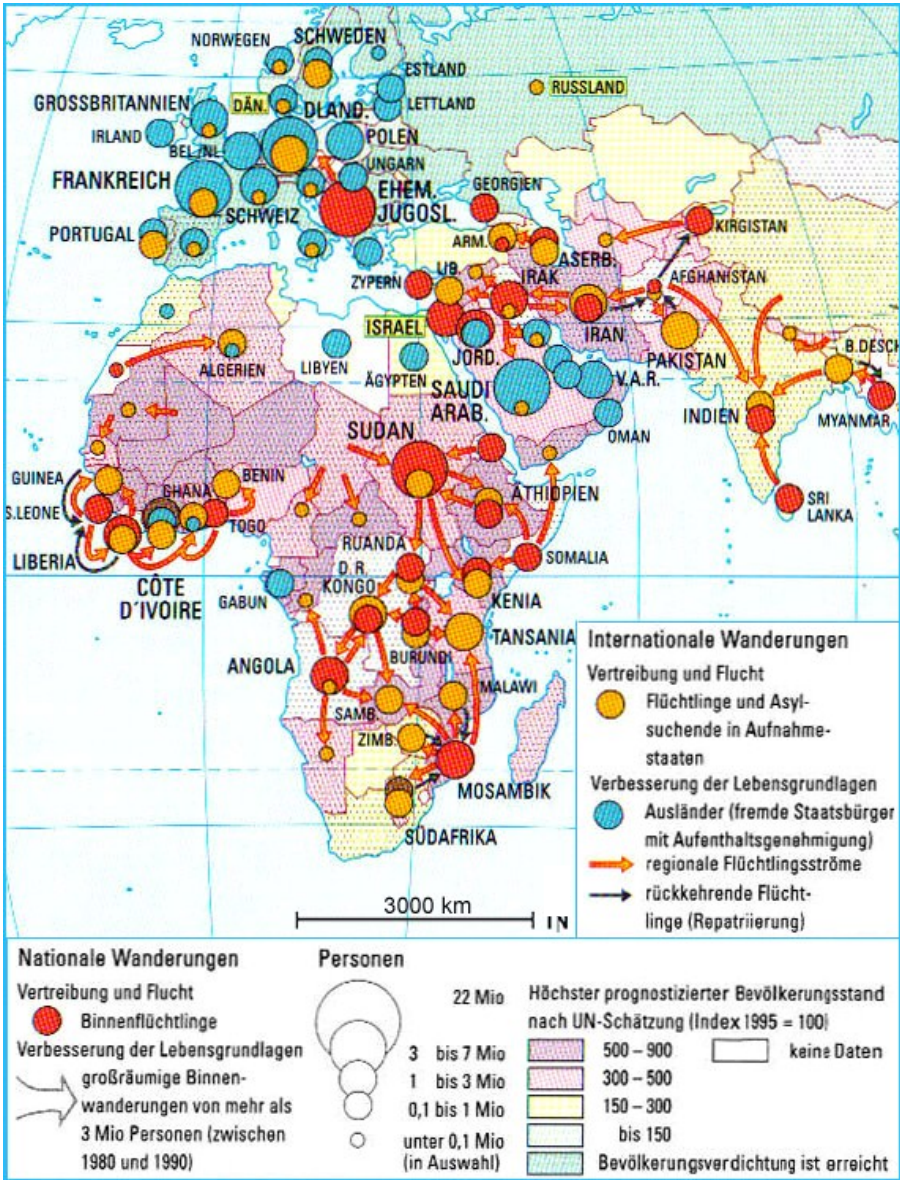 NORWEGEN
SCHWEDEN
ESTLAND
LETTLAND
RUSSLAND
GROSSBRITANNIEN
DÄN.
DLAND.
IRLAND
BEL./NL.
POLEN
UNGARN
FRANKREICH
EHEM.
JUGOSL.
GEORGIEN
SCHWEIZ
PORTUGAL
KIRGISTAN
ARM.
ASERB.
ZYPERN
LIB.
IRAK
AFGHANISTAN
ISRAEL
IRAN
ALGERIEN
LIBYEN
ÄGYPTEN
JORD.
PAKISTAN
B.DESCH
SAUDI
ARAB.
V.A.R.
INDIEN
MYANMAR
SUDAN
OMAN
GUINEA
BENIN
GHANA
ÄTHIOPIEN
S.LEONE
TOGO
SRI
LANKA
RUANDA
SOMALIA
LIBERIA
D.R.
KONGO
CÔTE
D'IVOIRE
GABUN
KENIA
TANSANIA
BURUNDI
ANGOLA
MALAWI
SAMB.
ZIMB.
MOSAMBIK
SÜDAFRIKA
3000 km
IN
Internationale Wanderungen
Vertreibung und Flucht
Flüchtlinge und Asyl-
suchende in Aufnahme-
staaten
Verbesserung der Lebensgrundlagen
Ausländer (fremde Staatsbürger
mit Aufenthaltsgenehmigung)
regionale Flüchtlingsströme
rückkehrende Flücht-
linge (Repatriierung)
Nationale Wanderungen
Vertreibung und Flucht
Binnenflüchtlinge
Verbesserung der Lebensgrundlagen
großräumige Binnen-
wanderungen von mehr als
3 Mio Personen (zwischen
1980 und 1990)
Personen
22 Mio
3 bis 7 Mio
1 bis 3 Mio
0,1 bis 1 Mio
unter 0,1 Mio
(in Auswahl)
Höchster prognostizierter Bevölkerungsstand
nach UN-Schätzung (Index 1995 = 100)
500 – 900
keine Daten
300 – 500
150 – 300
bis 150
Bevölkerungsverdichtung ist erreicht